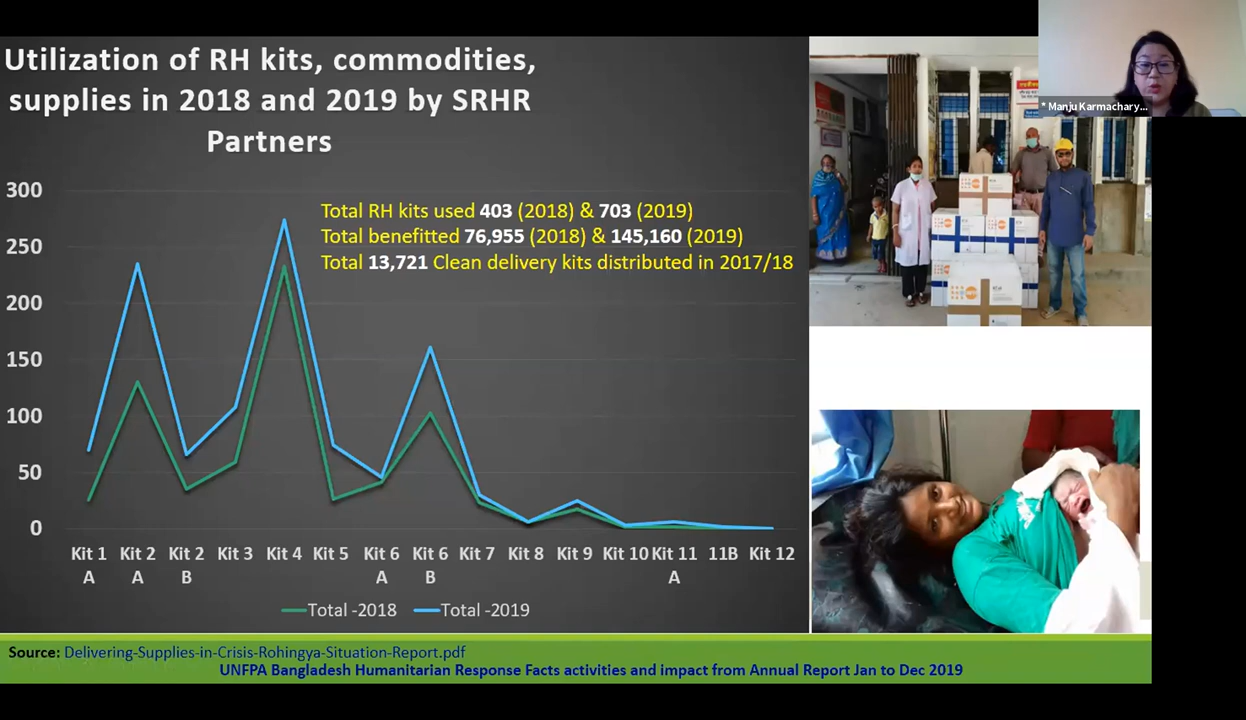 Utilization of RH kits, commodities,
supplies in 2018 and 2019 by SRHR
Partners
300
250
200
150
100
50
0
Total RH kits used 403 (2018) & 703 (2019)
Total benefitted 76,955 (2018) & 145,160 (2019)
Total 13,721 Clean delivery kits distributed in 2017/18
Kit 1 A
Kit 2 A
Kit 2 B
Kit 3
Kit 4
Kit 5
Kit 6 A
Kit 6 B
Kit 7
Kit 8
Kit 9
Kit 10
Kit 11 A
11B
Kit 12
Total -2018
Total -2019
* Manju Karmachary...
Source: Delivering-Supplies-in-Crisis-Rohingya-Situation-Report.pdf
UNFPA Bangladesh Humanitarian Response Facts activities and impact from Annual Report Jan to Dec 2019